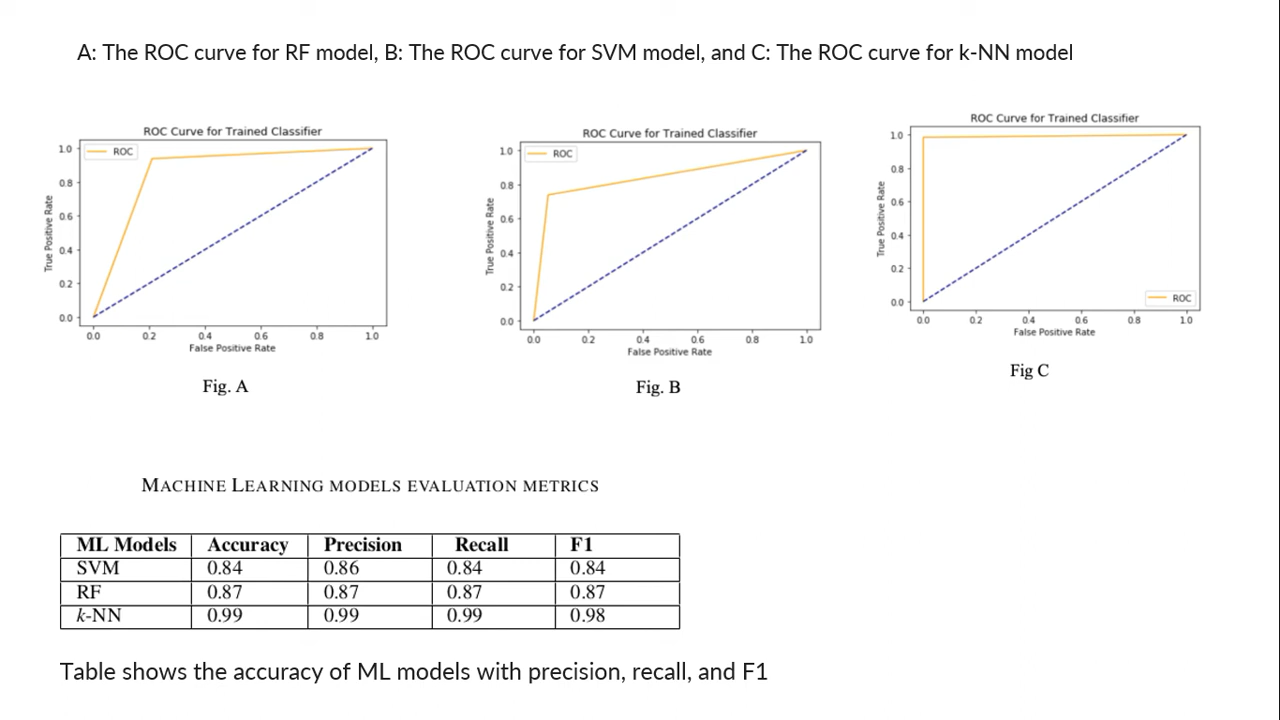 A: The ROC curve for RF model, B: The ROC curve for SVM model, and C: The ROC curve for k-NN model
ROC Curve for Trained Classifier
ROC
True Positive Rate
1.0
0.8
0.6
0.4
0.2
0.0
0.0 0.2 0.4 0.6 0.8 1.0
False Positive Rate
Fig. A
ROC Curve for Trained Classifier
ROC
True Positive Rate
1.0
0.8
0.6
0.4
0.2
0.0
0.0 0.2 0.4 0.6 0.8 1.0
False Positive Rate
Fig. B
ROC Curve for Trained Classifier
True Positive Rate
1.0
0.8
0.6
0.4
0.2
0.0
ROC
0.0 0.2 0.4 0.6 0.8 1.0
False Positive Rate
Fig C
MACHINE LEARNING MODELS EVALUATION METRICS
ML Models Accuracy Precision Recall F1
SVM 0.84 0.86 0.84 0.84
RF 0.87 0.87 0.87 0.87
k-NN 0.99 0.99 0.99 0.98
Table shows the accuracy of ML models with precision, recall, and F1